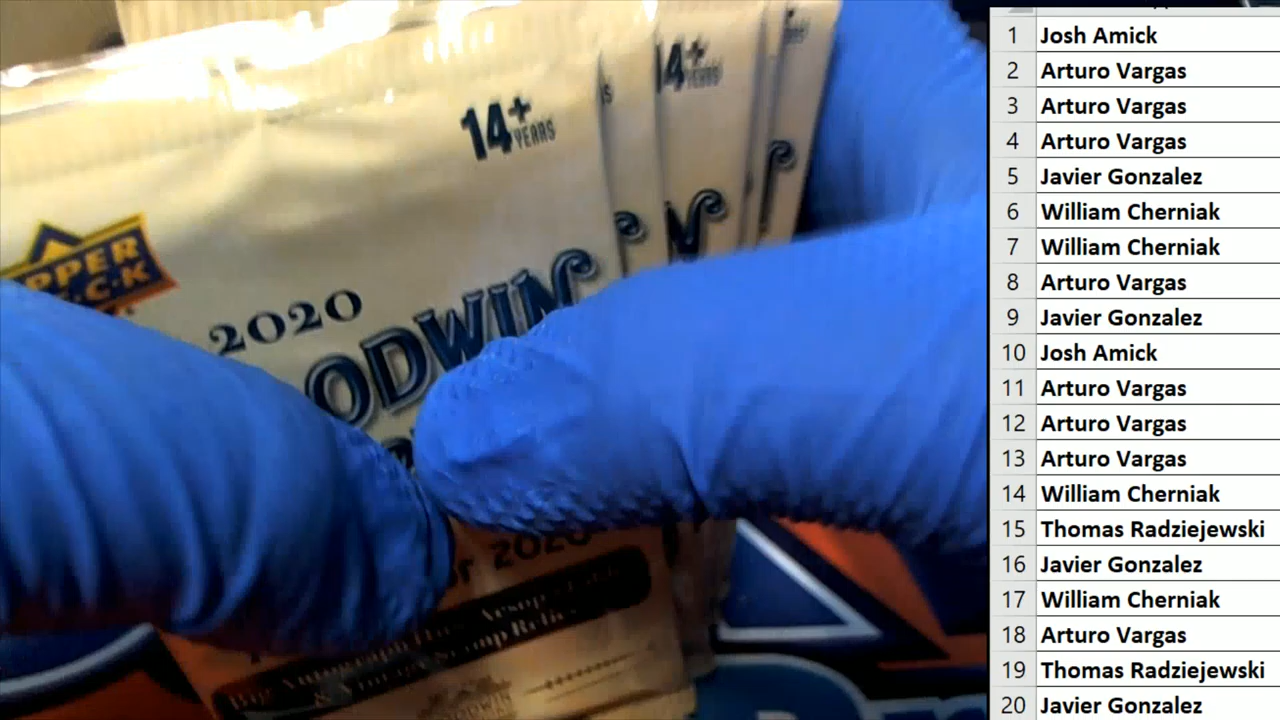 14+
YEARS
14+
YEARS
UPPER
2020
ODWIN
N
for 2020
1 Josh Amick
2 Arturo Vargas
3 Arturo Vargas
4 Arturo Vargas
5 Javier Gonzalez
6 William Cherniak
7 William Cherniak
8 Arturo Vargas
9 Javier Gonzalez
10 Josh Amick
11 Arturo Vargas
12 Arturo Vargas
13 Arturo Vargas
14 William Cherniak
15 Thomas Radziejewski
16 Javier Gonzalez
17 William Cherniak
18 Arturo Vargas
19 Thomas Radziejewski
20 Javier Gonzalez